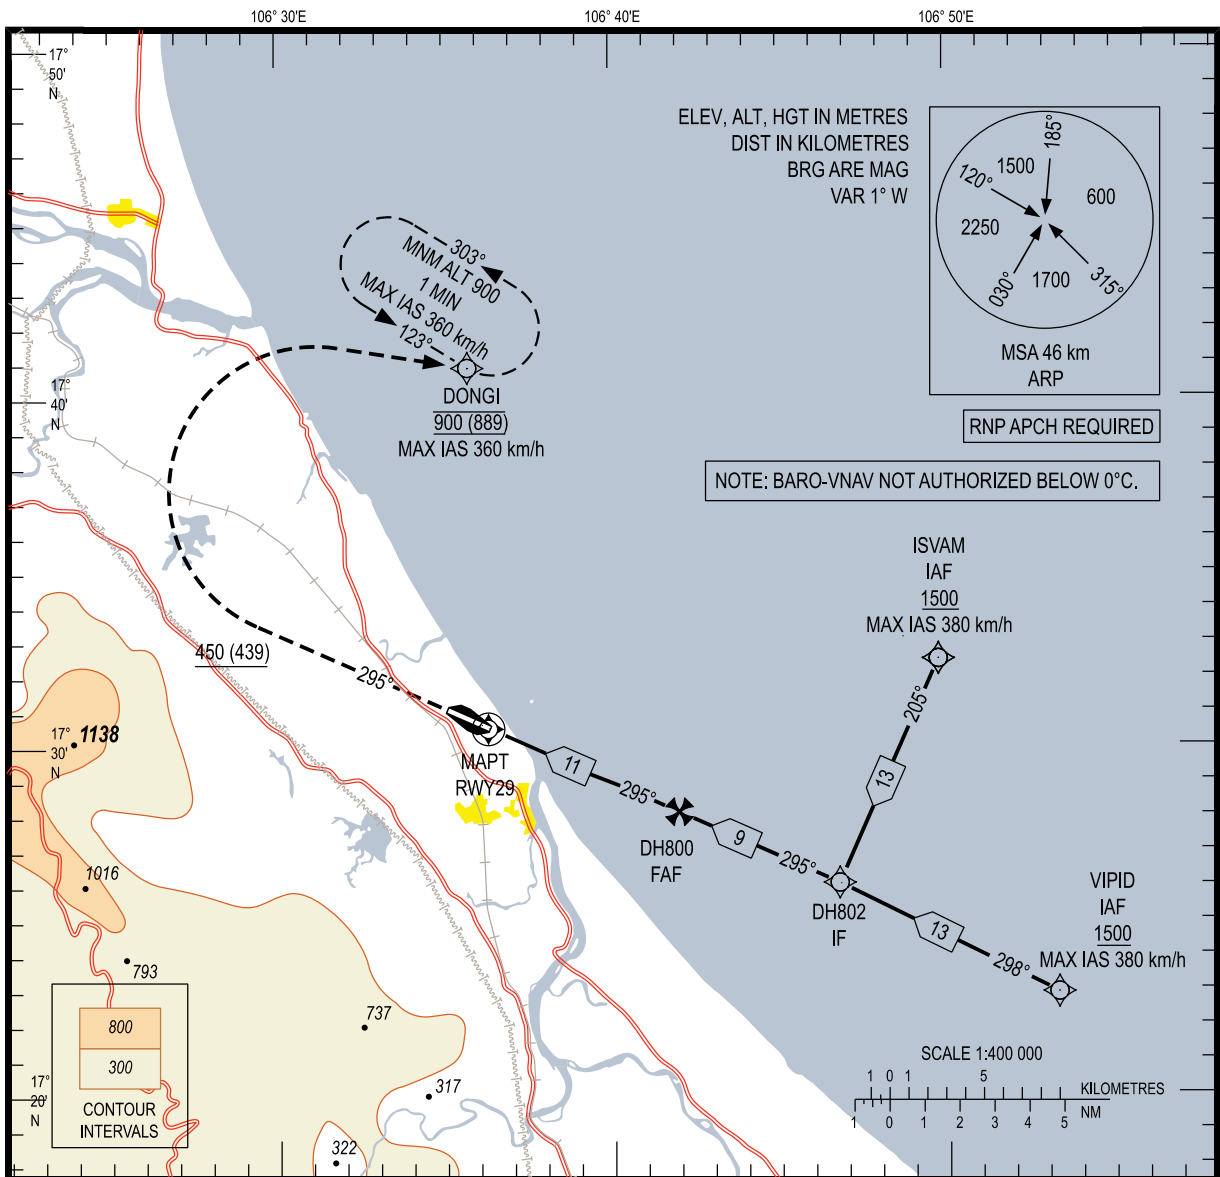 106° 30'E
106° 40'E
106° 50'E
17°
50'
N
ELEV, ALT, HGT IN METRES
DIST IN KILOMETRES
BRG ARE MAG
VAR 1° W
185°
1500
120°
600
2250
030°
1700
315°
MSA 46 km
ARP
303°
MNM ALT 900
1 MIN
MAX IAS 360 km/h
123°
DONGI
900 (889)
MAX IAS 360 km/h
17°
40'
N
RNP APCH REQUIRED
NOTE: BARO-VNAV NOT AUTHORIZED BELOW 0°C.
ISVAM
IAF
1500
MAX IAS 380 km/h
450 (439)
295°
205°
17°
30'
N
1138
MAPT
RWY29
11
295°
13
DH800
FAF
9
295°
DH802
IF
13
298°
VIPID
IAF
1500
MAX IAS 380 km/h
1016
793
737
317
322
800
300
CONTOUR
INTERVALS
17°
20'
N
SCALE 1:400 000
1 0 1 5
KILOMETRES
1 0 1 2 3 4 5
NM